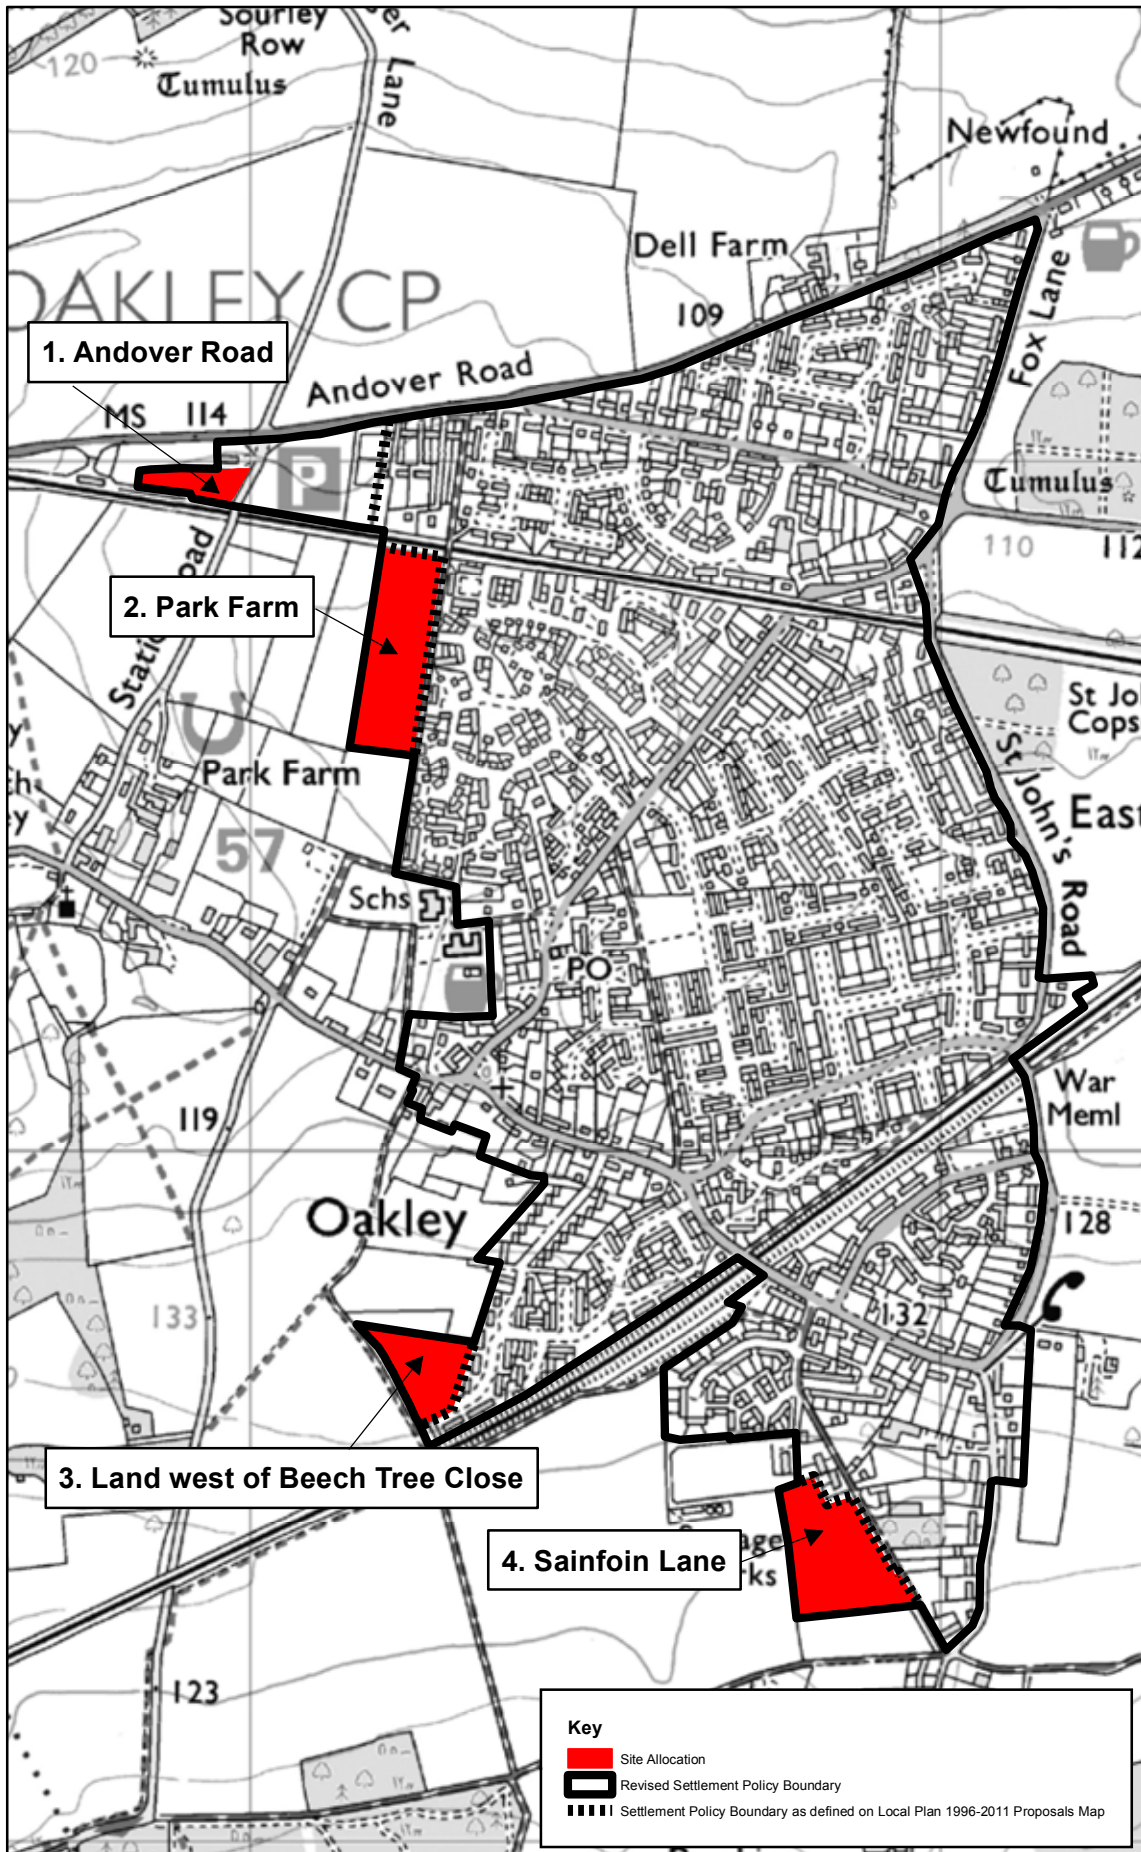 Sourley
Row
Tumulus
120
Lane
Newfound
Dell Farm
109
OAKLEY CP
1. Andover Road
Andover Road
Fox Lane
MS 114
P
Tumulus
110
112
2. Park Farm
Park Farm
57
St John's Road
East
Schs
PO
119
War
Meml
Oakley
128
133
132
3. Land west of Beech Tree Close
4. Sainfoin Lane
123
Key
Site Allocation
Revised Settlement Policy Boundary
Settlement Policy Boundary as defined on Local Plan 1996-2011 Proposals Map